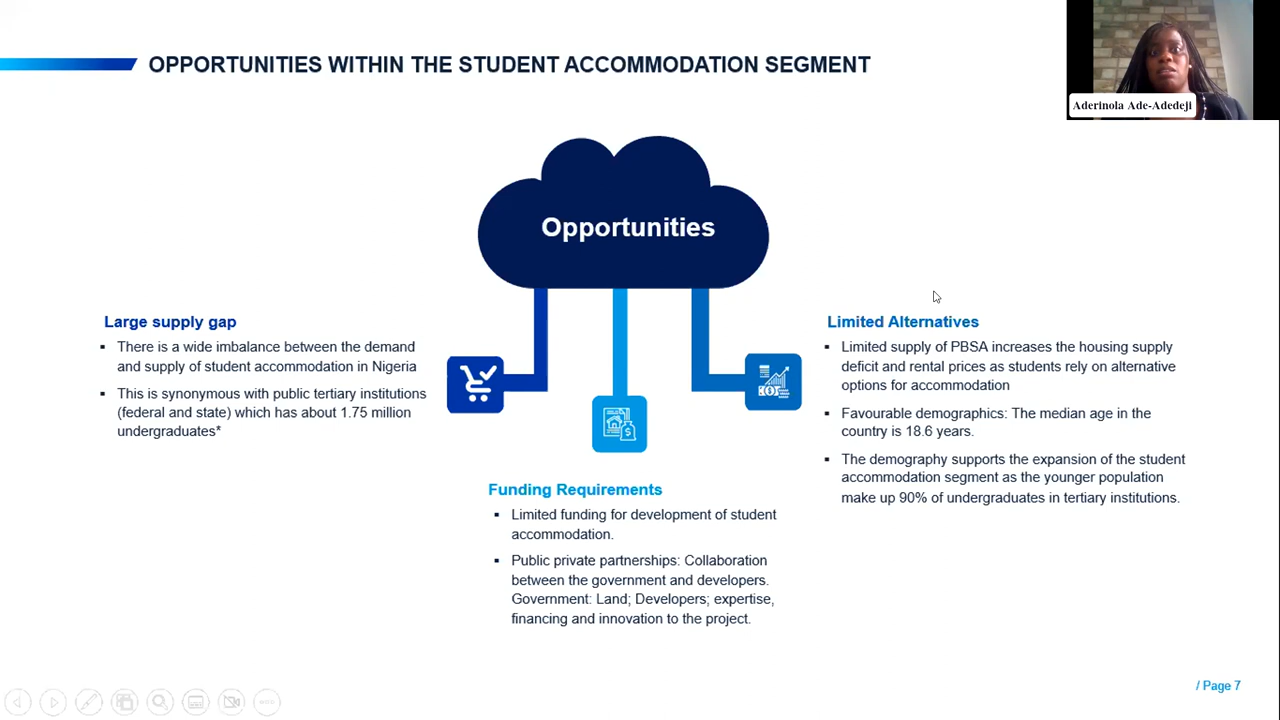 OPPORTUNITIES WITHIN THE STUDENT ACCOMMODATION SEGMENT
Aderinola Ade-Adedeji
Opportunities
Large supply gap
▪ There is a wide imbalance between the demand
and supply of student accommodation in Nigeria
▪ This is synonymous with public tertiary institutions
(federal and state) which has about 1.75 million
undergraduates*
Funding Requirements
▪ Limited funding for development of student
accommodation.
▪ Public private partnerships: Collaboration
between the government and developers.
Government: Land; Developers; expertise,
financing and innovation to the project.
Limited Alternatives
▪ Limited supply of PBSA increases the housing supply
deficit and rental prices as students rely on alternative
options for accommodation
▪ Favourable demographics: The median age in the
country is 18.6 years.
▪ The demography supports the expansion of the student
accommodation segment as the younger population
make up 90% of undergraduates in tertiary institutions.
/ Page 7